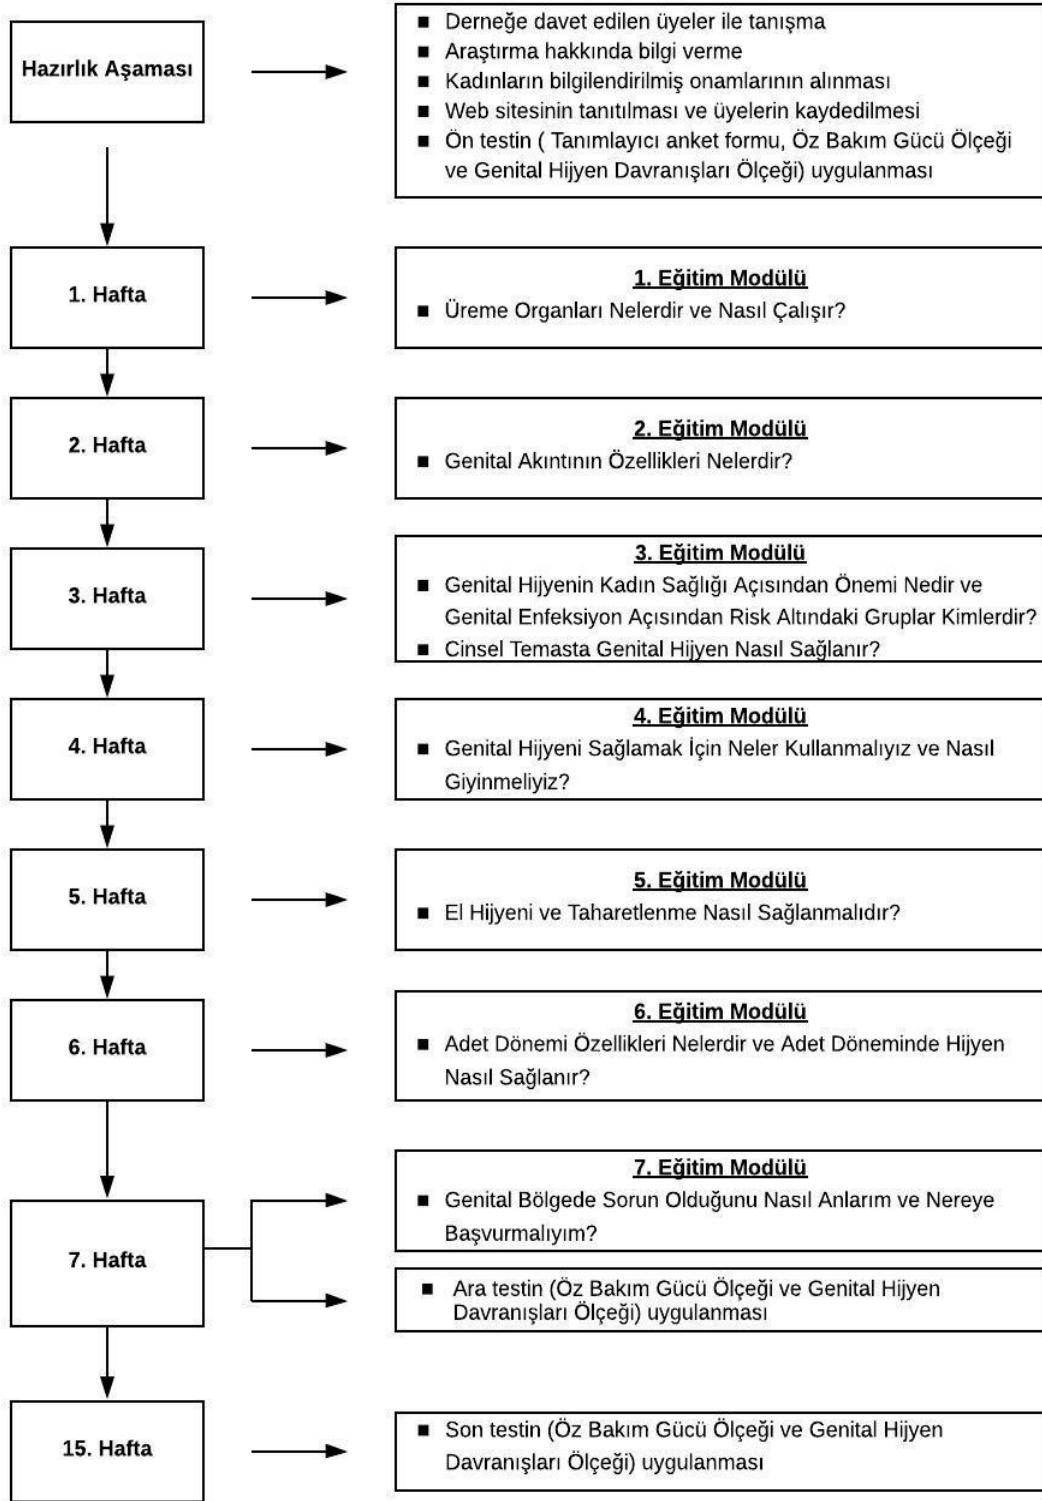 Hazırlık Aşaması
■ Derneğe davet edilen üyeler ile tanışma
■ Araştırma hakkında bilgi verme
■ Kadınların bilgilendirilmiş onamlarının alınması
■ Web sitesinin tanıtılması ve üyelerin kaydedilmesi
■ Ön testin ( Tanımlayıcı anket formu, Öz Bakım Gücü Ölçeği
ve Genital Hijyen Davranışları Ölçeği) uygulanması
1. Hafta
1. Eğitim Modülü
■ Üreme Organları Nelerdir ve Nasıl Çalışır?
2. Hafta
2. Eğitim Modülü
■ Genital Akıntının Özellikleri Nelerdir?
3. Hafta
3. Eğitim Modülü
■ Genital Hijyenin Kadın Sağlığı Açısından Önemi Nedir ve
Genital Enfeksiyon Açısından Risk Altındaki Gruplar Kimlerdir?
■ Cinsel Temasta Genital Hijyen Nasıl Sağlanır?
4. Hafta
4. Eğitim Modülü
■ Genital Hijyeni Sağlamak İçin Neler Kullanmalıyız ve Nasıl
Giyinmeliyiz?
5. Hafta
5. Eğitim Modülü
■ El Hijyeni ve Taharetlenme Nasıl Sağlanmalıdır?
6. Hafta
6. Eğitim Modülü
■ Adet Dönemi Özellikleri Nelerdir ve Adet Döneminde Hijyen
Nasıl Sağlanır?
7. Hafta
7. Eğitim Modülü
■ Genital Bölgede Sorun Olduğunu Nasıl Anlarım ve Nereye
Başvurmalıyım?
■ Ara testin (Öz Bakım Gücü Ölçeği ve Genital Hijyen
Davranışları Ölçeği) uygulanması
15. Hafta
■ Son testin (Öz Bakım Gücü Ölçeği ve Genital Hijyen
Davranışları Ölçeği) uygulanması